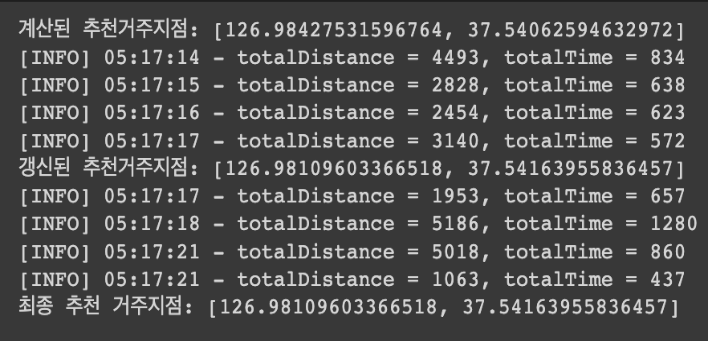 계산된 추천거주지점: [126.98427531596764, 37.54062594632972]
[INFO] 05:17:14 - totalDistance = 4493, totalTime = 834
[INFO] 05:17:15 - totalDistance = 2828, totalTime = 638
[INFO] 05:17:16 - totalDistance = 2454, totalTime = 623
[INFO] 05:17:17 - totalDistance = 3140, totalTime = 572
갱신된 추천거주지점: [126.98109603366518, 37.54163955836457]
[INFO] 05:17:17 - totalDistance = 1953, totalTime = 657
[INFO] 05:17:18 - totalDistance = 5186, totalTime = 1280
[INFO] 05:17:21 - totalDistance = 5018, totalTime = 860
[INFO] 05:17:21 - totalDistance = 1063, totalTime = 437
최종 추천 거주지점: [126.98109603366518, 37.54163955836457]